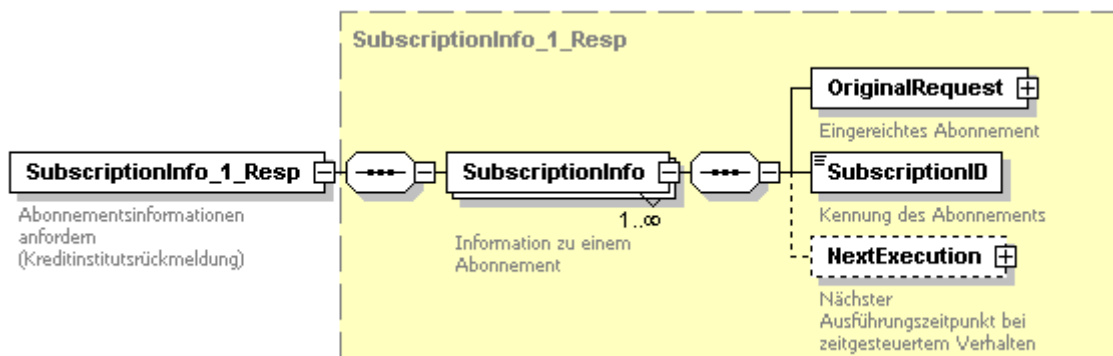 SubscriptionInfo_1_Resp
SubscriptionInfo_1_Resp
Abonnementsinformationen
anfordern
(Kreditinstitutsrückmeldung)
SubscriptionInfo
1..∞
Information zu einem
Abonnement
OriginalRequest
Eingereichtes Abonnement
SubscriptionID
Kennung des Abonnements
NextExecution
Nächster
Ausführungszeitpunkt bei
zeitgesteuertem Verhalten